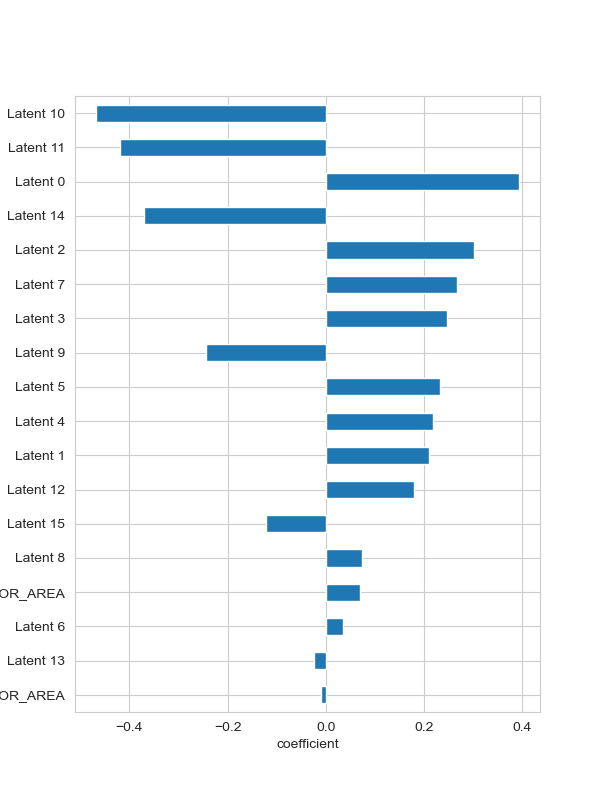 Latent 10
Latent 11
Latent 0
Latent 14
Latent 2
Latent 7
Latent 3
Latent 9
Latent 5
Latent 4
Latent 1
Latent 12
Latent 15
Latent 8
OR_AREA
Latent 6
Latent 13
OR_AREA
−0.4 −0.2 0.0 0.2 0.4
coefficient